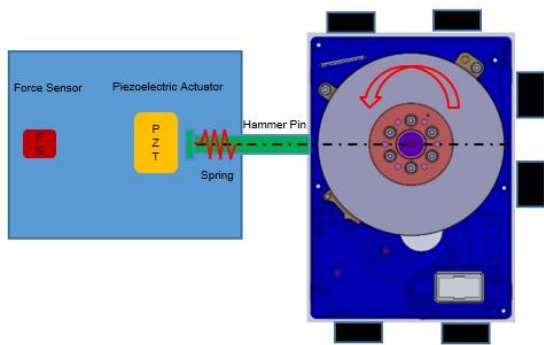 Force Sensor
Piezoelectric Actuator
F
S
P
Z
T
Hammer Pin
Spring